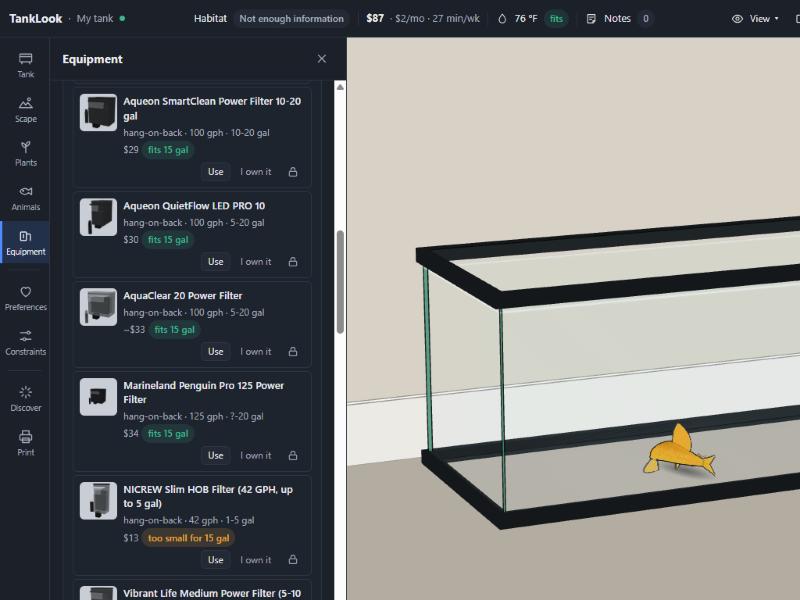 TankLook · My tank
Habitat Not enough information $87 · $2/mo · 27 min/wk 76 °F fits Notes 0 View
Tank
Scape
Plants
Animals
Equipment
Preferences
Constraints
Discover
Print
Equipment
Aqueon SmartClean Power Filter 10-20
gal
hang-on-back · 100 gph · 10-20 gal
$29 fits 15 gal
Use I own it
Aqueon QuietFlow LED PRO 10
hang-on-back · 100 gph · 5-20 gal
$30 fits 15 gal
Use I own it
AquaClear 20 Power Filter
hang-on-back · 100 gph · 5-20 gal
~$33 fits 15 gal
Use I own it
Marineland Penguin Pro 125 Power
Filter
hang-on-back · 125 gph · ?-20 gal
$34 fits 15 gal
Use I own it
NICREW Slim HOB Filter (42 GPH, up
to 5 gal)
hang-on-back · 42 gph · 1-5 gal
$13 too small for 15 gal
Use I own it
Vibrant Life Medium Power Filter (5-10